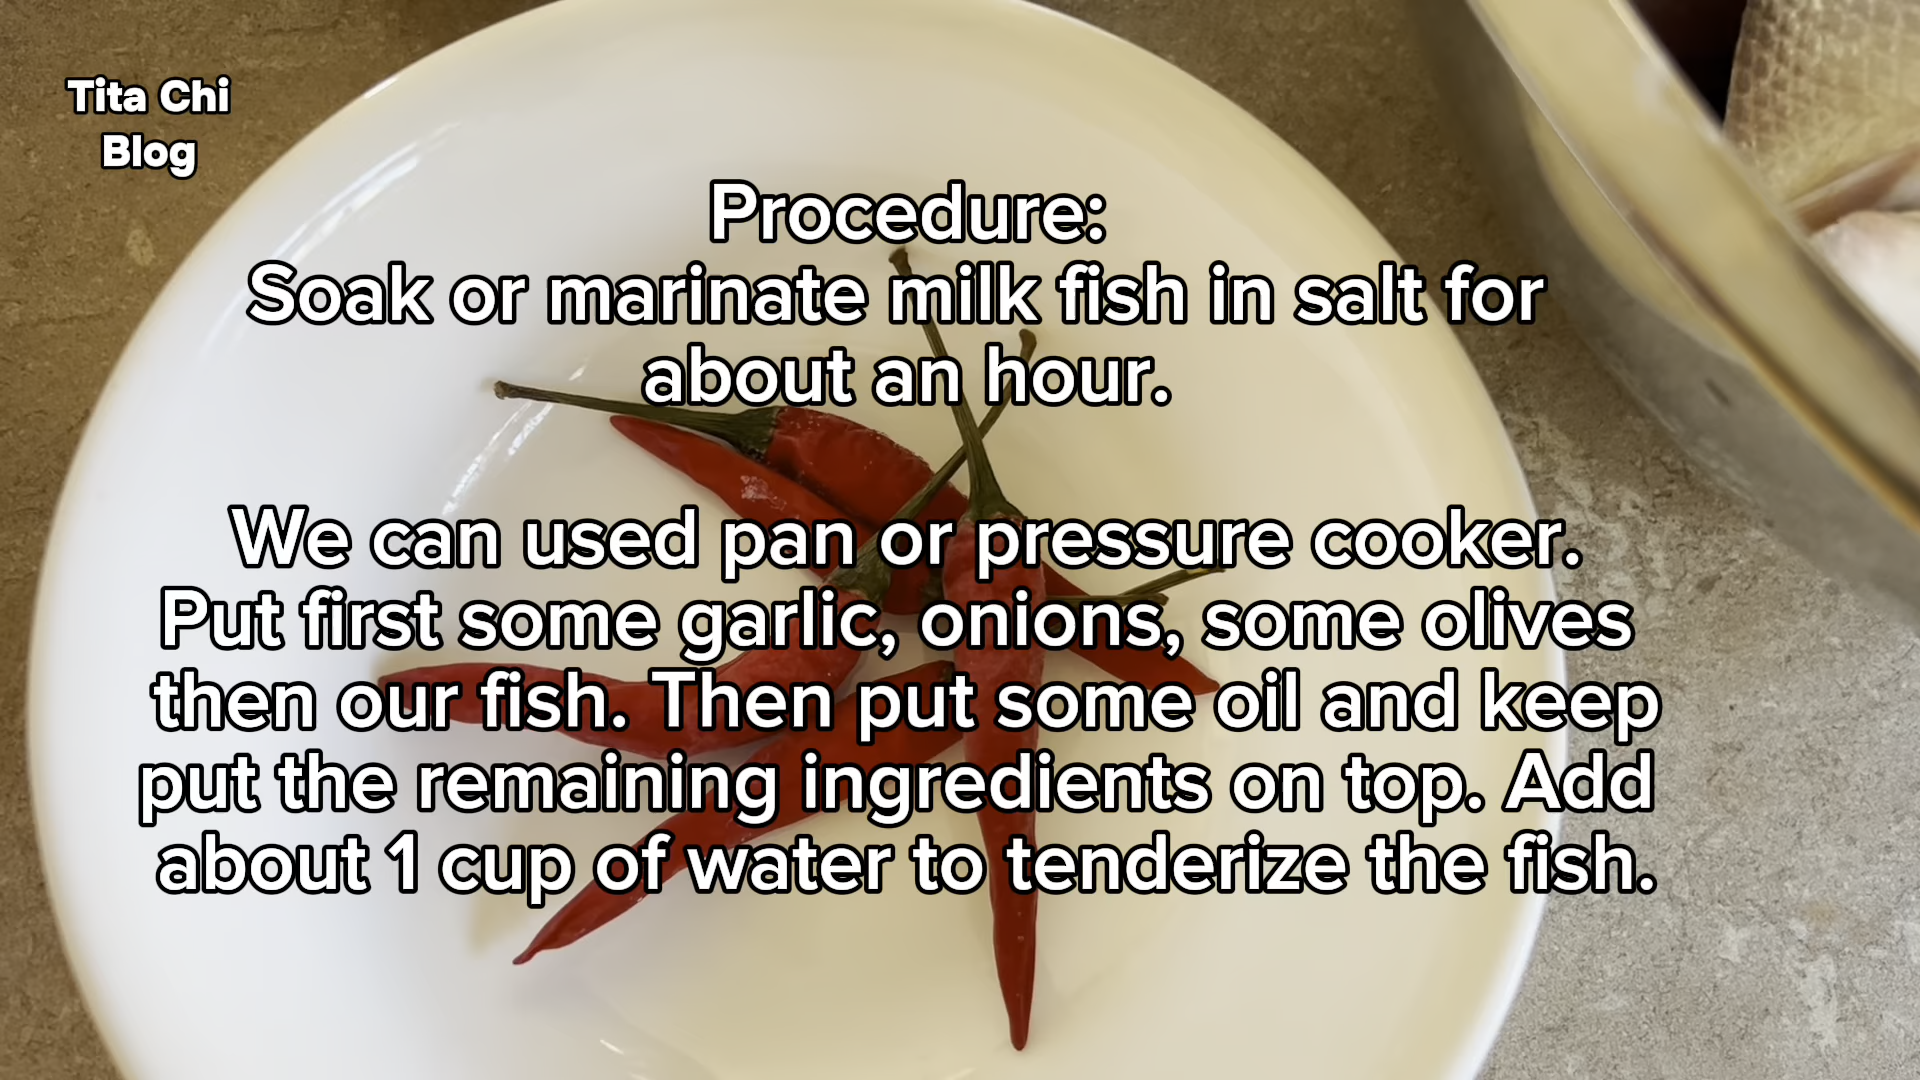 Tita Chi
Blog
Procedure:
Soak or marinate milk fish in salt for
about an hour.
We can used pan or pressure cooker.
Put first some garlic, onions, some olives
then our fish. Then put some oil and keep
put the remaining ingredients on top. Add
about 1 cup of water to tenderize the fish.